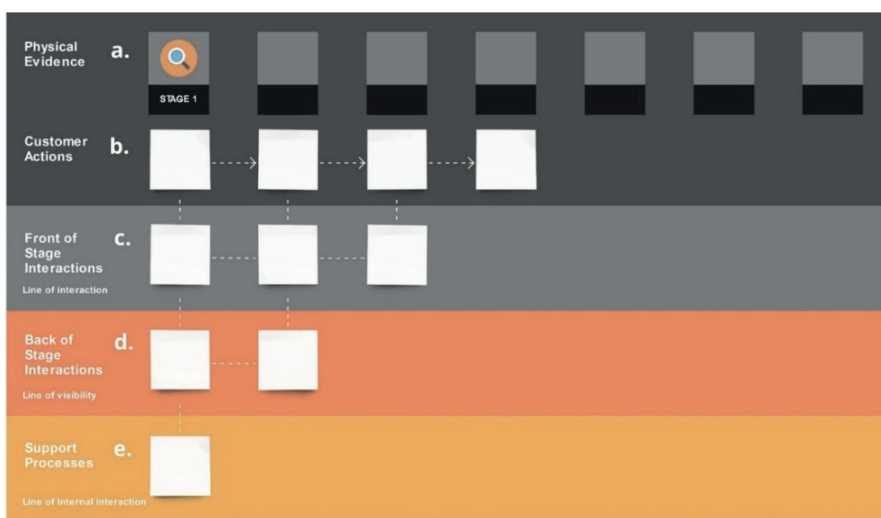 Physical
Evidence
a.
STAGE 1
Customer
Actions
b.
Front of
Stage
Interactions
c.
Line of interaction
Back of
Stage
Interactions
d.
Line of visibility
Support
Processes
e.
Line of internal interaction